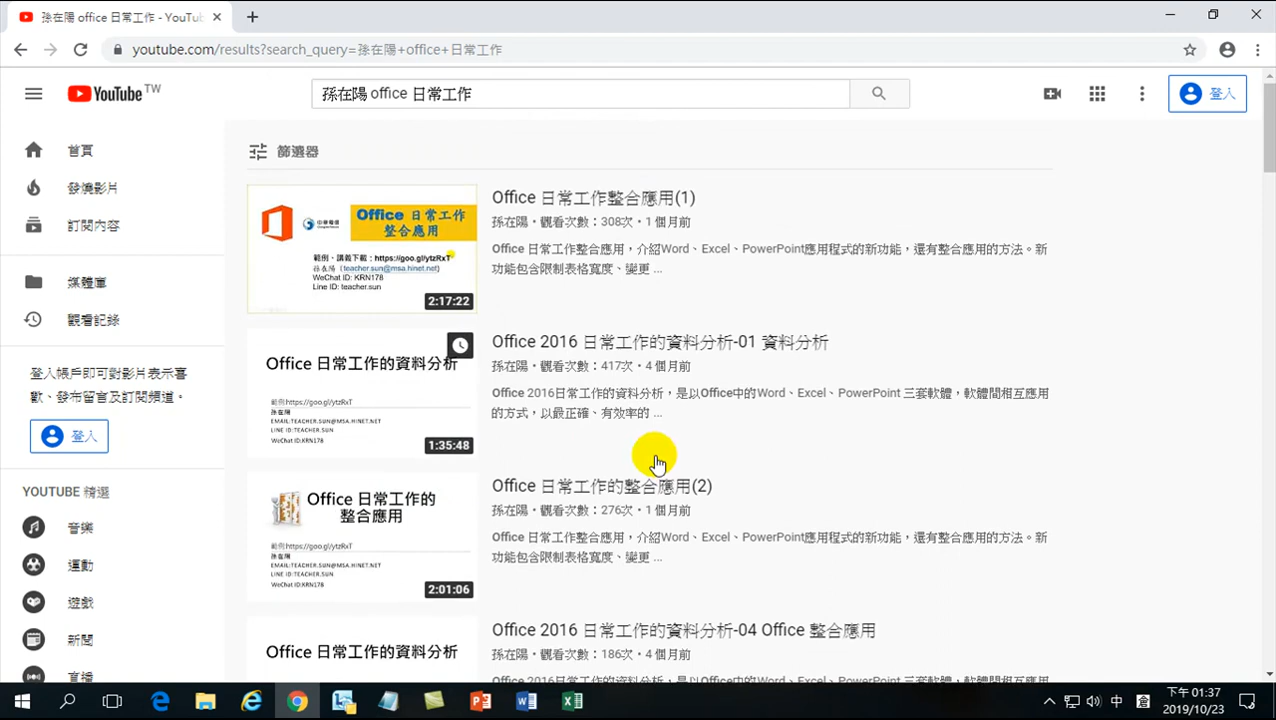 孫在陽 office 日常工作 - YouTub
youtube.com/results?search_query=孫在陽+office+日常工作
YouTube TW
孫在陽 office 日常工作
登入
首頁
發燒影片
訂閱內容
媒體庫
觀看記錄
登入帳戶即可對影片表示喜
歡、發布留言及訂閱頻道。
登入
YOUTUBE 精選
音樂
運動
遊戲
新聞
直播
篩選器
中華電信
Office 日常工作
整合應用
範例、講義下載：https://goo.gl/ytzRxT
孫在陽 (teacher.sun@msa.hinet.net)
WeChat ID: KRN178
Line ID: teacher.sun
2:17:22
Office 日常工作整合應用(1)
孫在陽・觀看次數：308次・1 個月前
Office 日常工作整合應用，介紹Word、Excel、PowerPoint應用程式的新功能，還有整合應用的方法。新
功能包含限制表格寬度、變更 ...
Office 日常工作的資料分析
範例https://goo.gl/ytzRxT
孫在陽
EMAIL:TEACHER.SUN@MSA.HINET.NET
LINE ID:TEACHER.SUN
WeChat ID:KRN178
1:35:48
Office 2016 日常工作的資料分析-01 資料分析
孫在陽・觀看次數：417次・4 個月前
Office 2016日常工作的資料分析，是以Office中的Word、Excel、PowerPoint 三套軟體，軟體間相互應用
的方式，以最正確、有效率的 ...
Office 日常工作的
整合應用
範例https://goo.gl/ytzRxT
孫在陽
EMAIL:TEACHER.SUN@MSA.HINET.NET
LINE ID:TEACHER.SUN
WeChat ID:KRN178
2:01:06
Office 日常工作的整合應用(2)
孫在陽・觀看次數：276次・1 個月前
Office 日常工作整合應用，介紹Word、Excel、PowerPoint應用程式的新功能，還有整合應用的方法。新
功能包含限制表格寬度、變更 ...
Office 日常工作的資料分析
Office 2016 日常工作的資料分析-04 Office 整合應用
孫在陽・觀看次數：186次・4 個月前
中
下午 01:37
2019/10/23